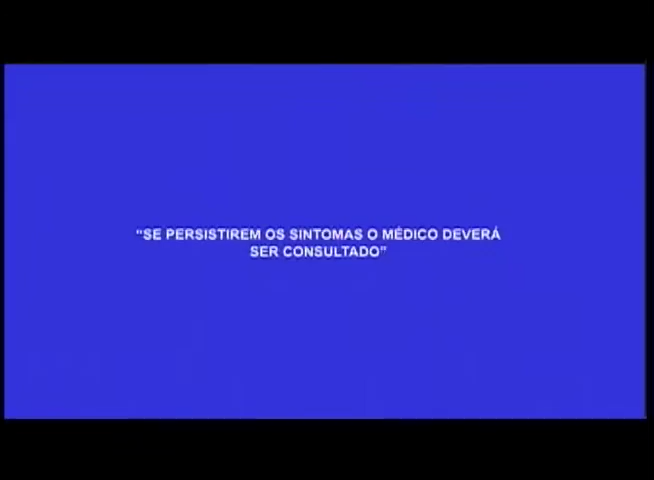 “SE PERSISTIREM OS SINTOMAS O MÉDICO DEVERÁ
SER CONSULTADO”